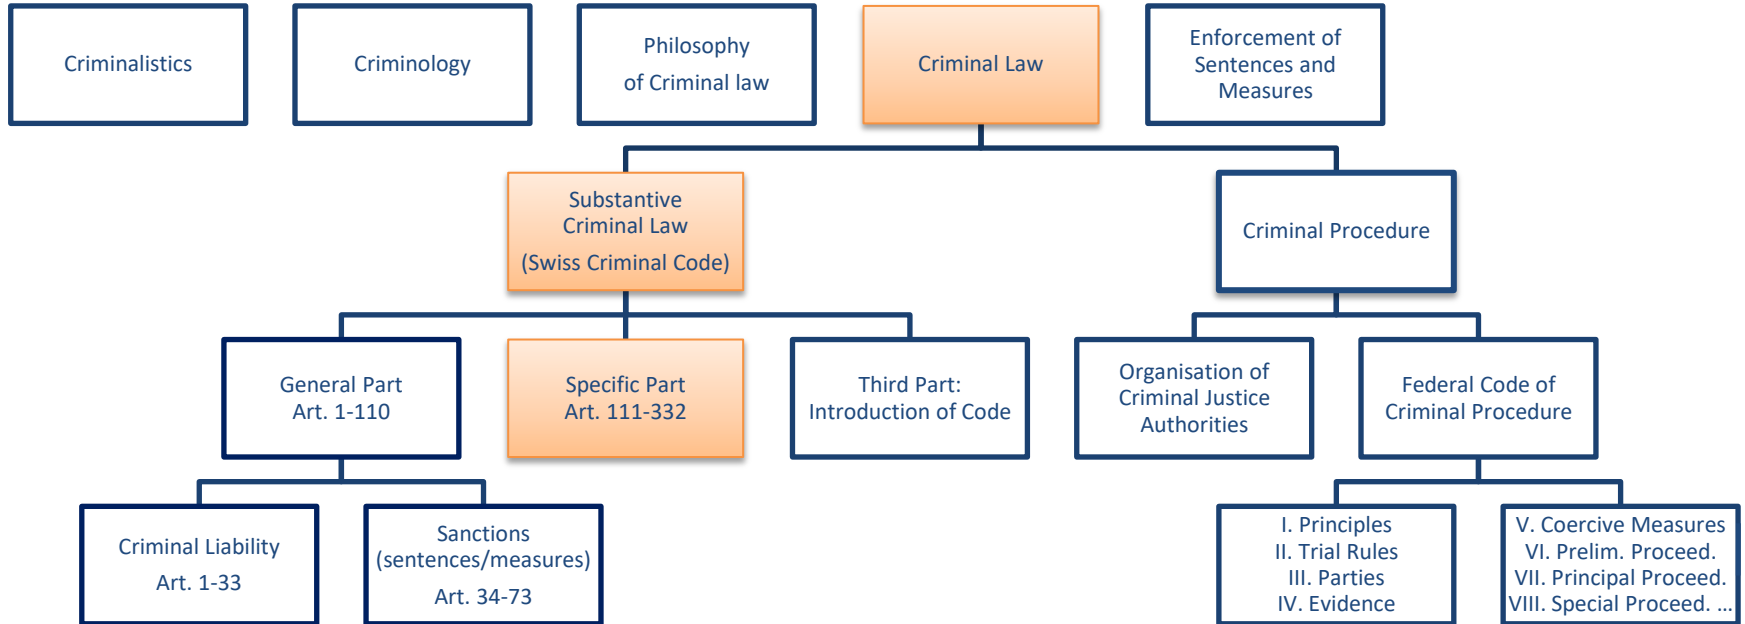 Criminalistics
Criminology
Philosophy
of Criminal law
Criminal Law
Enforcement of
Sentences and
Measures
Substantive
Criminal Law
(Swiss Criminal Code)
Criminal Procedure
General Part
Art. 1-110
Specific Part
Art. 111-332
Third Part:
Introduction of Code
Organisation of
Criminal Justice
Authorities
Federal Code of
Criminal Procedure
Criminal Liability
Art. 1-33
Sanctions
(sentences/measures)
Art. 34-73
I. Principles
II. Trial Rules
III. Parties
IV. Evidence
V. Coercive Measures
VI. Prelim. Proceed.
VII. Principal Proceed.
VIII. Special Proceed. ...